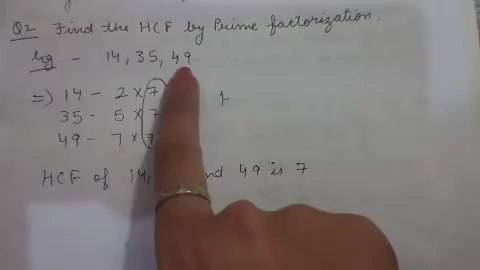 Q2 Find the HCF by Prime factorization.
Eg - 14, 35, 49
=) 14 - 2 × 7
35 - 5 × 7
49 - 7 × 7
HCF of 14, 49 is 7